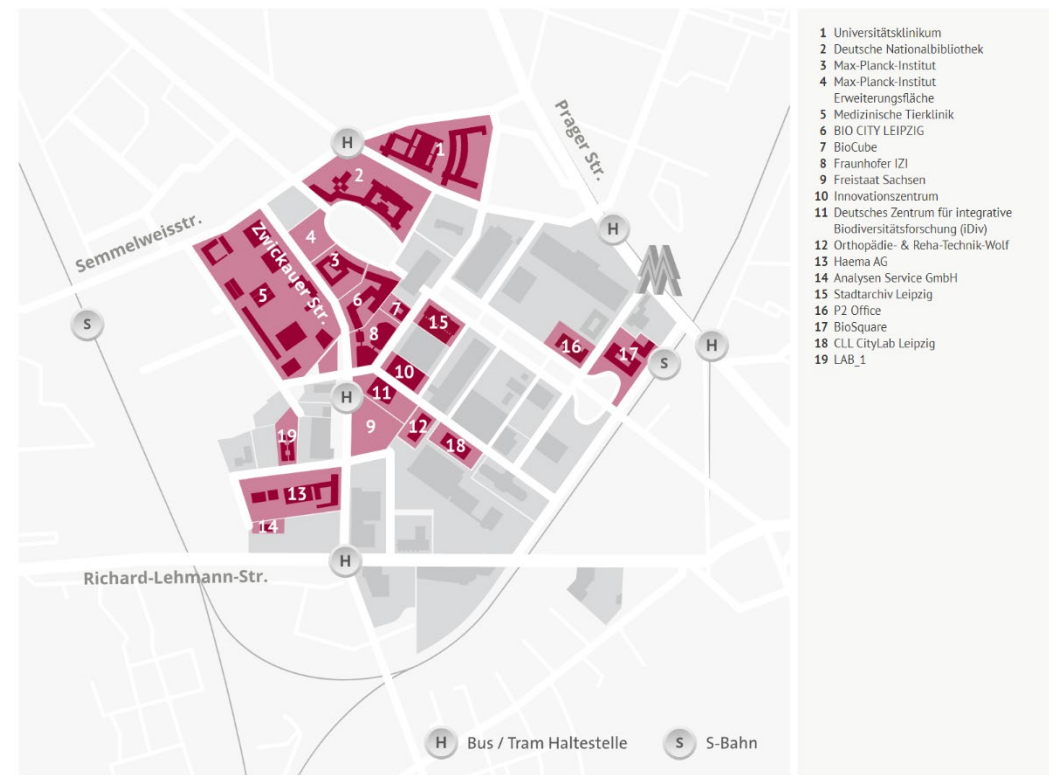 1 Universitätsklinikum
2 Deutsche Nationalbibliothek
3 Max-Planck-Institut
4 Max-Planck-Institut
Erweiterungsfläche
5 Medizinische Tierklinik
6 BIO CITY LEIPZIG
7 BioCube
8 Fraunhofer IZI
9 Freistaat Sachsen
10 Innovationszentrum
11 Deutsches Zentrum für integrative
Biodiversitätsforschung (iDiv)
12 Orthopädie- & Reha-Technik-Wolf
13 Haema AG
14 Analysen Service GmbH
15 Stadtarchiv Leipzig
16 P2 Office
17 BioSquare
18 CLL CityLab Leipzig
19 LAB_1
Prager Str.
H
1
2
H
Semmelweisstr.
Zwickauer Str.
4
3
5
6
7
S
8
15
16
17
H
S
10
11
H
9
12
18
19
13
14
H
Richard-Lehmann-Str.
H Bus / Tram Haltestelle
S S-Bahn